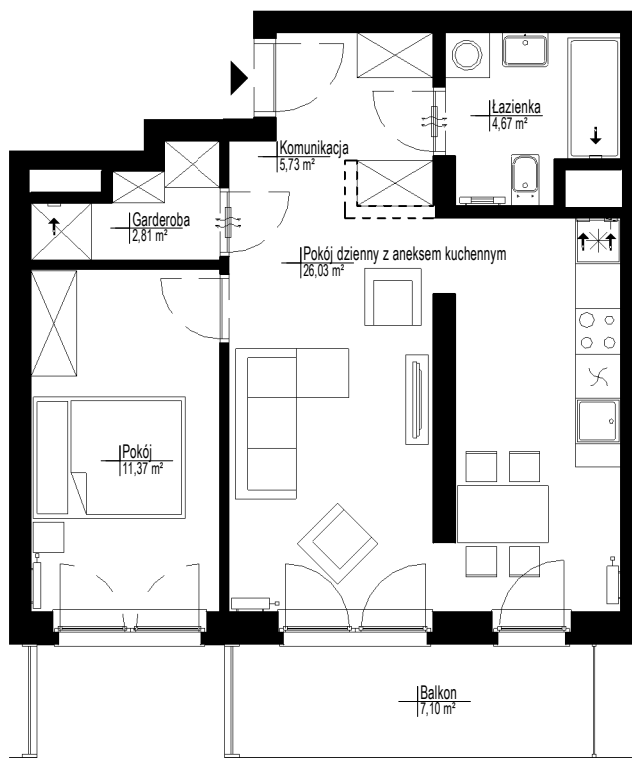 Łazienka
4,67 m²
Komunikacja
5,73 m²
Garderoba
2,81 m²
Pokój dzienny z aneksem kuchennym
26,03 m²
Pokój
11,37 m²
Balkon
7,10 m²